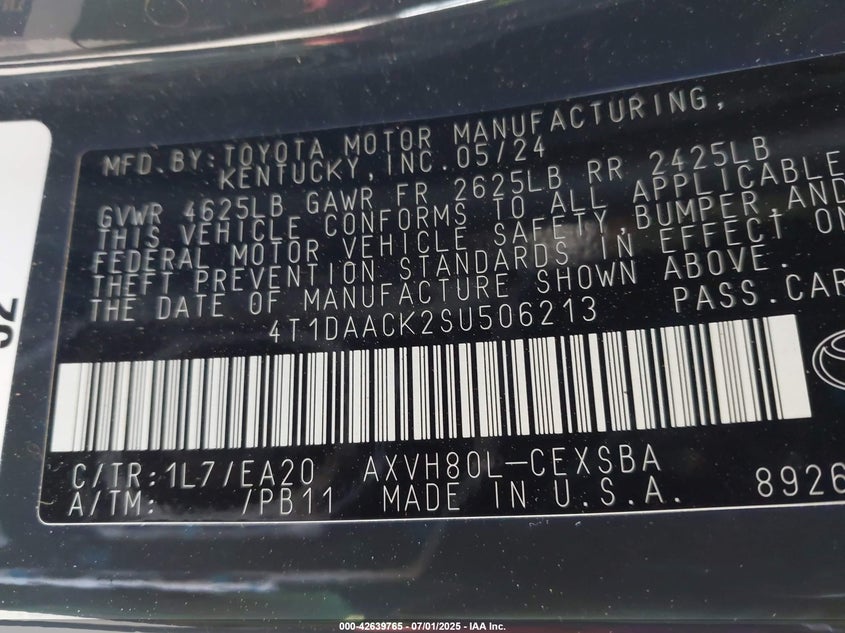 MFD.BY:TOYOTA MOTOR MANUFACTURING,
KENTUCKY,INC.05/24
GVWR 4625LB GAWR FR 2625LB RR 2425LB
THIS VEHICLE CONFORMS TO ALL APPLICABLE
FEDERAL MOTOR VEHICLE SAFETY,BUMPER,AND
THEFT PREVENTION STANDARDS IN EFFECT ON
THE DATE OF MANUFACTURE SHOWN ABOVE.
4T1DAACK2SU506213 PASS.CAR
C/TR:1L7/EA20 AXVH80L-CEXSBA
A/TM: /PB11 MADE IN U.S.A. 8926
000-42639765 - 07/01/2025 - IAA Inc.